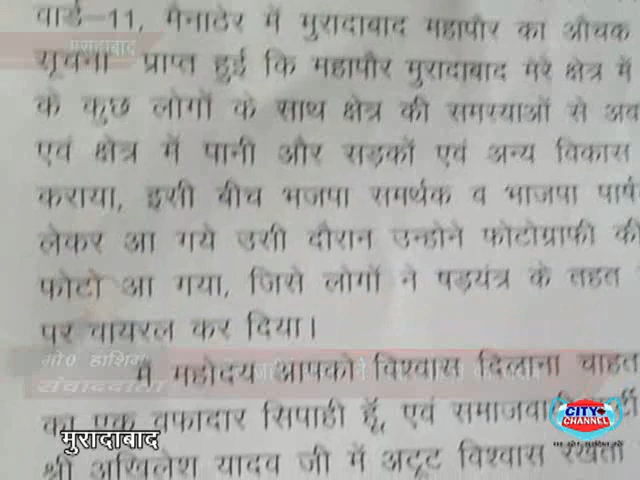 वार्ड-11, मैनाठेर में मुरादाबाद महापौर का औचक
मुरादाबाद
सूचना प्राप्त हुई कि महापौर मुरादाबाद मेरे क्षेत्र में
के कुछ लोगों के साथ क्षेत्र की समस्याओं से अव
एवं क्षेत्र में पानी और सड़कों एवं अन्य विकास
कराया, इसी बीच भजपा समर्थक व भाजपा पार्ष
लेकर आ गये उसी दौरान उन्होने फोटोग्राफी की
फोटो आ गया, जिसे लोगों ने षड़यंत्र के तहत
पर वायरल कर दिया।
मो0 हाशिम
संवाददाता
मैं महोदय आपको विश्वास दिलाना चाहत
का एक वफादार सिपाही हूँ, एवं समाजवादी
CITY CHANNEL
मुरादाबाद
श्री अखिलेश यादव जी में अटूट विश्वास रखता